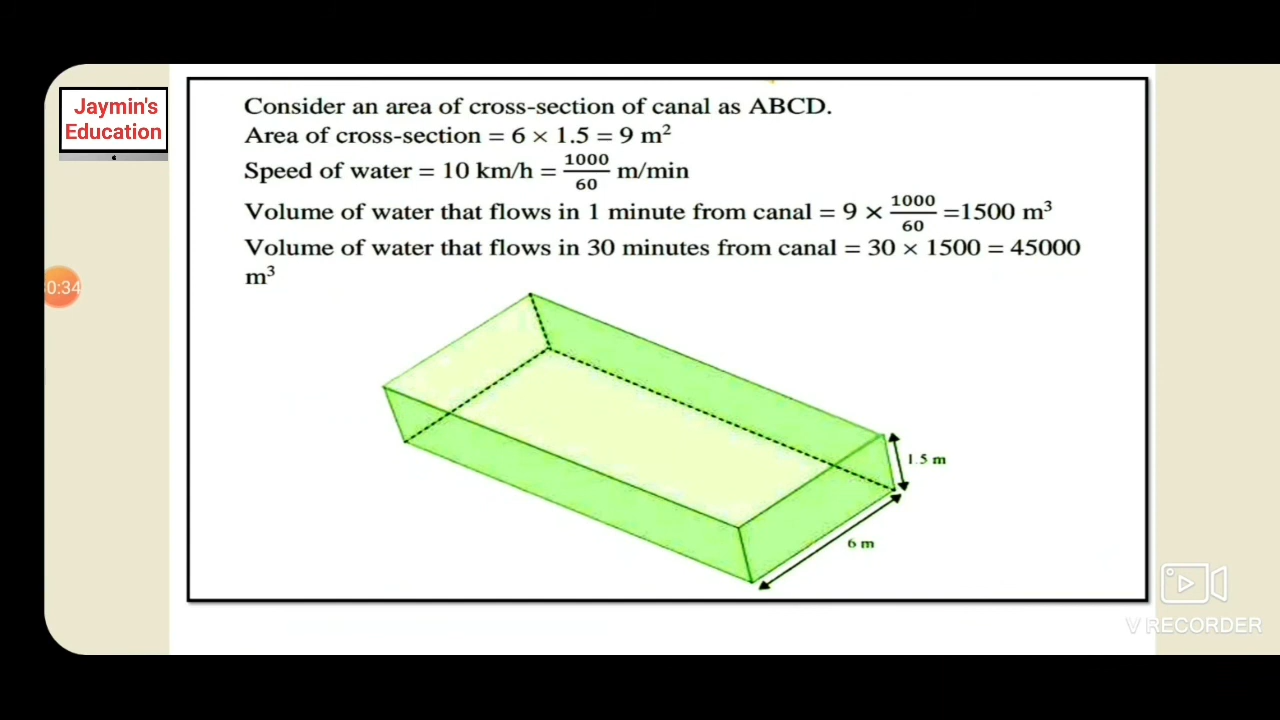 Jaymin's
Education
Consider an area of cross-section of canal as ABCD.
Area of cross-section = 6 × 1.5 = 9 m²
Speed of water = 10 km/h = 1000/60 m/min
Volume of water that flows in 1 minute from canal = 9 × 1000/60 =1500 m³
Volume of water that flows in 30 minutes from canal = 30 × 1500 = 45000
m³
0:34
1.5 m
6 m
V RECORDER